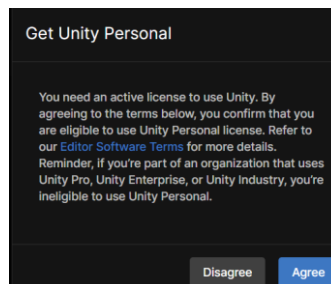 Get Unity Personal
You need an active license to use Unity. By
agreeing to the terms below, you confirm that you
are eligible to use Unity Personal license. Refer to
our Editor Software Terms for more details.
Reminder, if you're part of an organization that uses
Unity Pro, Unity Enterprise, or Unity Industry, you're
ineligible to use Unity Personal.
Disagree Agree